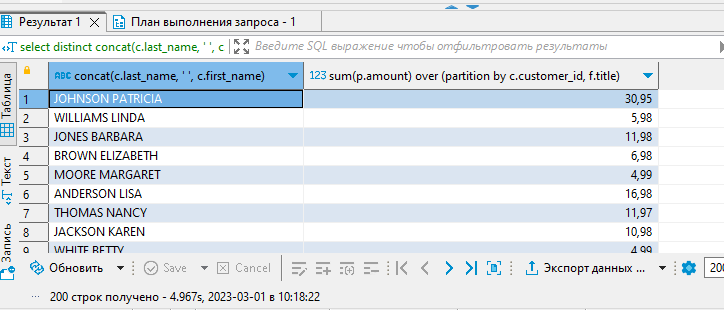 Результат 1 План выполнения запроса - 1
select distinct concat(c.last_name, ' ', c Введите SQL выражение чтобы отфильтровать результаты
Таблица
Текст
Запись
ABC concat(c.last_name, ' ', c.first_name) 123 sum(p.amount) over (partition by c.customer_id, f.title)
1 JOHNSON PATRICIA 30,95
2 WILLIAMS LINDA 5,98
3 JONES BARBARA 11,98
4 BROWN ELIZABETH 6,98
5 MOORE MARGARET 4,99
6 ANDERSON LISA 16,98
7 THOMAS NANCY 11,97
8 JACKSON KAREN 10,98
9 WHITE BETTY 4,99
Обновить Save Cancel Экспорт данных ... 200
200 строк получено - 4.967s, 2023-03-01 в 10:18:22